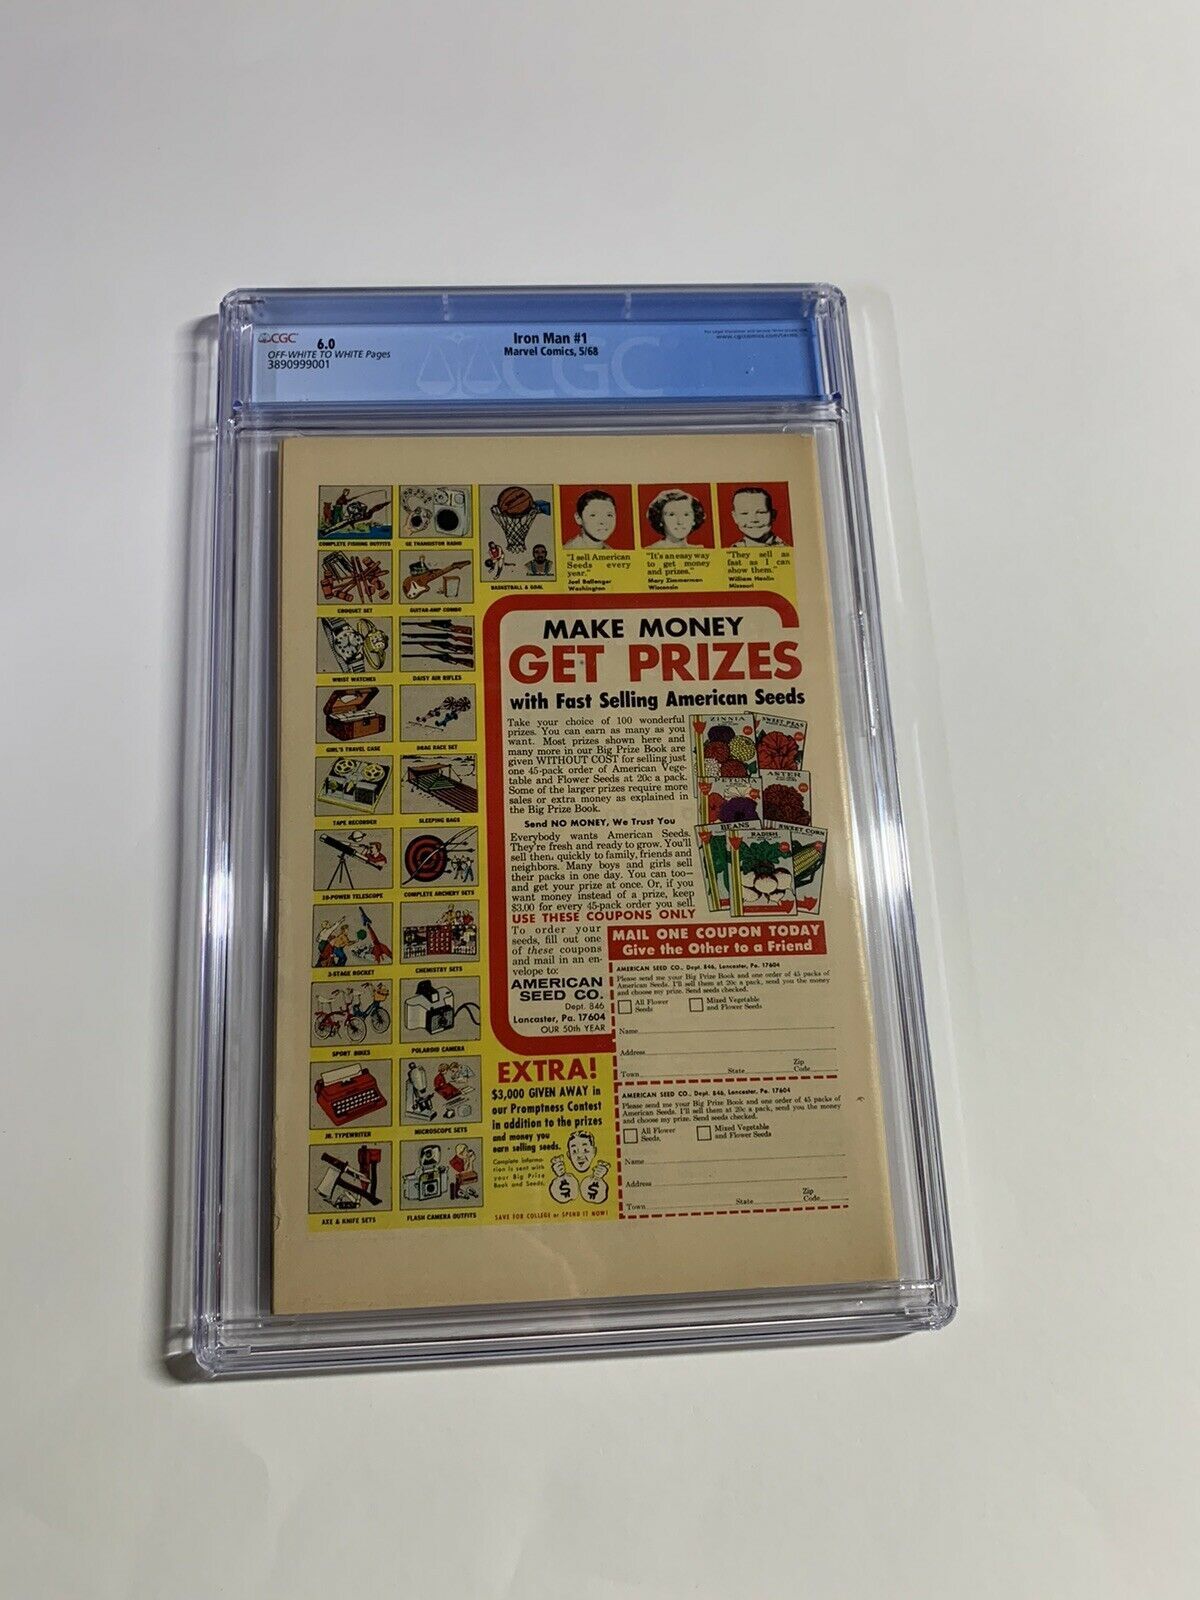 CGC
6.0
OFF-WHITE TO WHITE Pages
3890999001
Iron Man #1
Marvel Comics, 5/68
www.cgccomics.com/terms
CGC
COMPLETE FISHING OUTFITS
GE TRANSISTOR RADIO
CROQUET SET
GUITAR-AMP COMBO
WRIST WATCHES
DAISY AIR RIFLES
GIRL'S TRAVEL CASE
DRAG RACE SET
TAPE RECORDER
SLEEPING BAGS
30-POWER TELESCOPE
COMPLETE ARCHERY SETS
3-STAGE ROCKET
CHEMISTRY SETS
SPORT BIKES
POLAROID CAMERA
JR. TYPEWRITER
MICROSCOPE SETS
AXE & KNIFE SETS
FLASH CAMERA OUTFITS
BASKETBALL & GOAL
"I sell American
Seeds every
year."
Joel Ballenger
Washington
"It's an easy way
to get money
and prizes."
Mary Zimmerman
Wisconsin
"They sell as
fast as I can
show them."
William Henlin
Missouri
MAKE MONEY
GET PRIZES
with Fast Selling American Seeds
Take your choice of 100 wonderful
prizes. You can earn as many as you
want. Most prizes shown here and
many more in our Big Prize Book are
given WITHOUT COST for selling just
one 45-pack order of American Vege-
table and Flower Seeds at 20c a pack.
Some of the larger prizes require more
sales or extra money as explained in
the Big Prize Book.
Send NO MONEY, We Trust You
Everybody wants American Seeds.
They're fresh and ready to grow. You'll
sell them quickly to family, friends and
neighbors. Many boys and girls sell
their packs in one day. You can too—
and get your prize at once. Or, if you
want money instead of a prize, keep
$3.00 for every 45-pack order you sell.
USE THESE COUPONS ONLY
To order your
seeds, fill out one
of these coupons
and mail in an en-
velope to:
AMERICAN
SEED CO.
Dept. 846
Lancaster, Pa. 17604
OUR 50th YEAR
ZINNIA
SWEET PEAS
PETUNIA
ASTER
BEANS
RADISH
SWEET CORN
MAIL ONE COUPON TODAY
Give the Other to a Friend
AMERICAN SEED CO., Dept. 846, Lancaster, Pa. 17604
Please send me your Big Prize Book and one order of 45 packs of
American Seeds. I'll sell them at 20c a pack, send you the money
and choose my prize. Send seeds checked.
All Flower
Seeds
Mixed Vegetable
and Flower Seeds
Name
Address
Town
State
Zip
Code
AMERICAN SEED CO., Dept. 846, Lancaster, Pa. 17604
Please send me your Big Prize Book and one order of 45 packs of
American Seeds. I'll sell them at 20c a pack, send you the money
and choose my prize. Send seeds checked.
All Flower
Seeds.
Mixed Vegetable
and Flower Seeds
Name
Address
Town
State
Zip
Code
EXTRA!
$3,000 GIVEN AWAY in
our Promptness Contest
in addition to the prizes
and money you
earn selling seeds.
Complete informa-
tion is sent with
your Big Prize
Book and Seeds.
$ $
SAVE FOR COLLEGE or SPEND IT NOW!